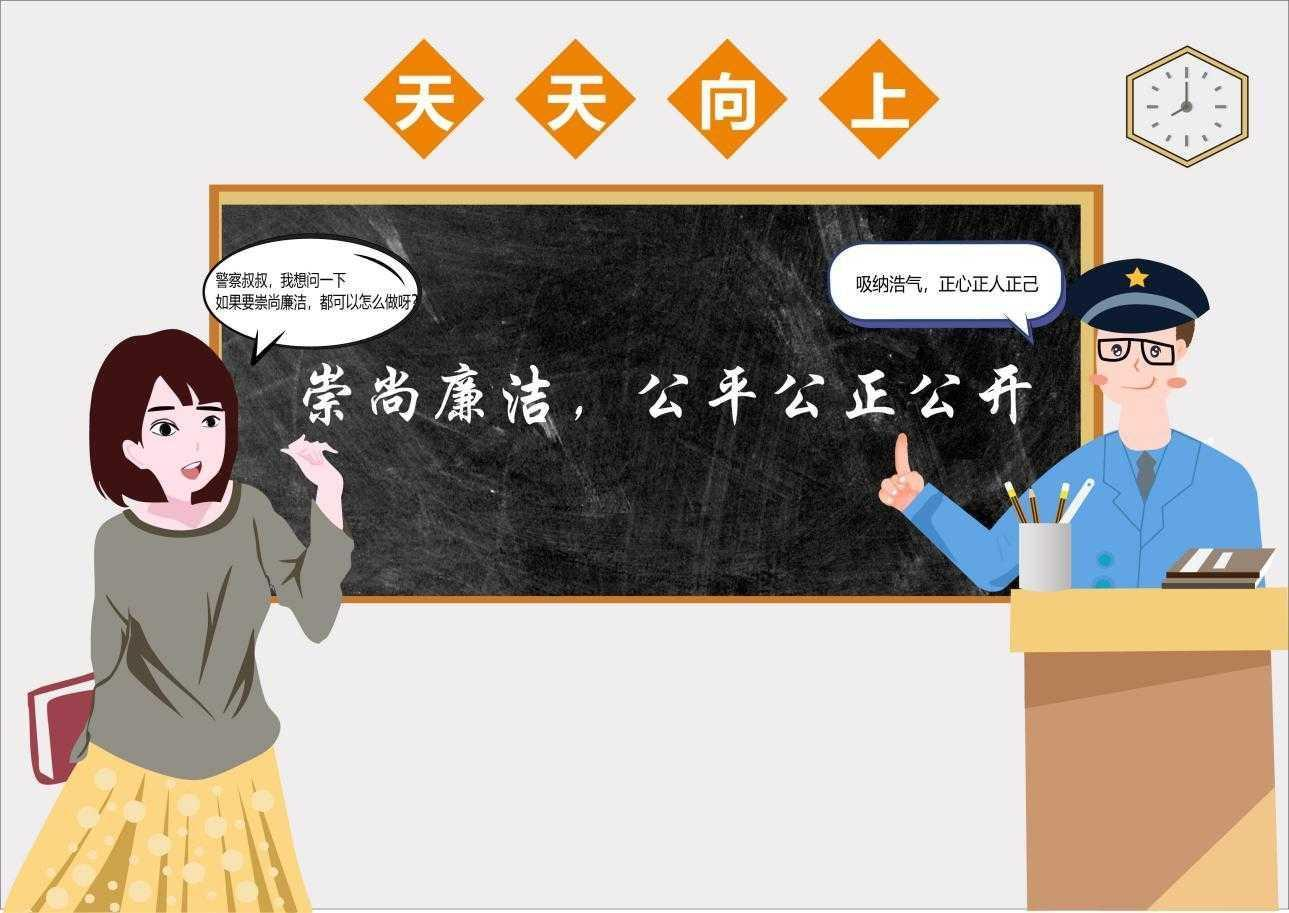 天天向上
警察叔叔，我想问一下
如果要崇尚廉洁，都可以怎么做呀?
吸纳浩气，正心正人正己
崇尚廉洁，公平公正公开